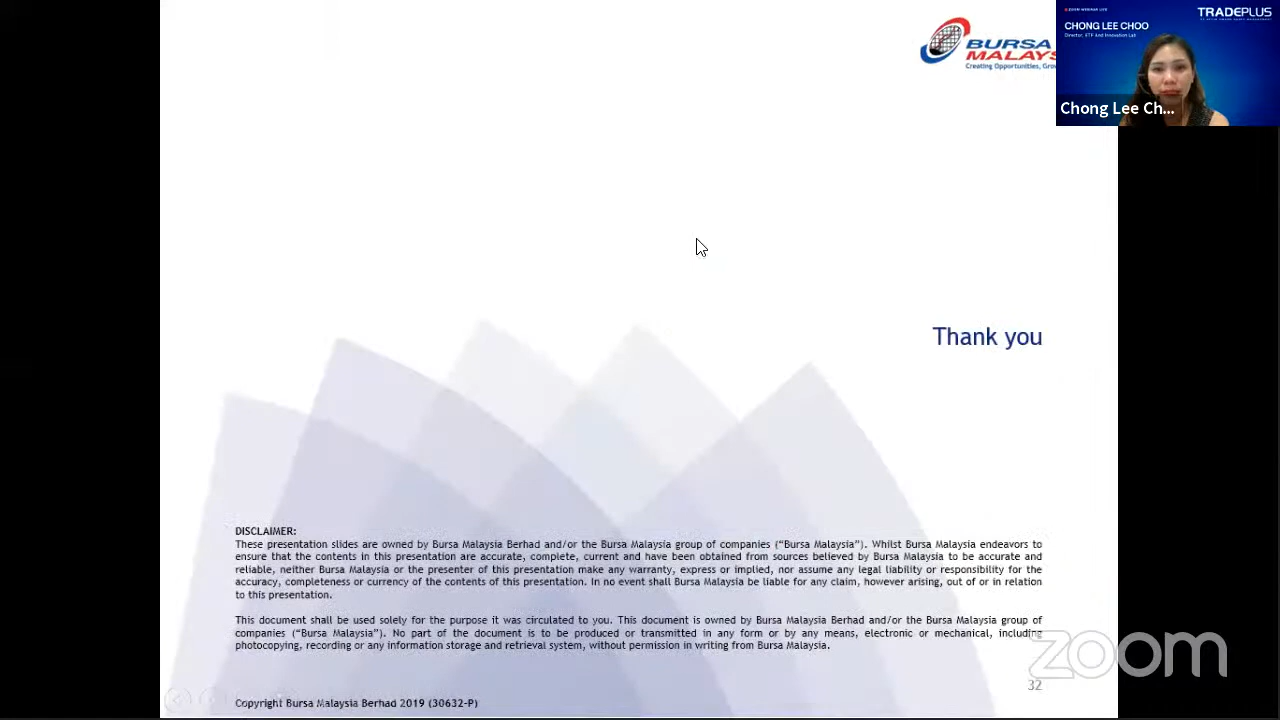 BURSA
MALAYS
Creating Opportunities, Grow
ZOOM WEBINAR LIVE
TRADEPLUS
CHONG LEE CHOO
Director, ETF And Innovation Lab
Chong Lee Ch...
Thank you
DISCLAIMER:
These presentation slides are owned by Bursa Malaysia Berhad and/or the Bursa Malaysia group of companies (“Bursa Malaysia”). Whilst Bursa Malaysia endeavors to
ensure that the contents in this presentation are accurate, complete, current and have been obtained from sources believed by Bursa Malaysia to be accurate and
reliable, neither Bursa Malaysia or the presenter of this presentation make any warranty, express or implied, nor assume any legal liability or responsibility for the
accuracy, completeness or currency of the contents of this presentation. In no event shall Bursa Malaysia be liable for any claim, however arising, out of or in relation
to this presentation.
This document shall be used solely for the purpose it was circulated to you. This document is owned by Bursa Malaysia Berhad and/or the Bursa Malaysia group of
companies (“Bursa Malaysia”). No part of the document is to be produced or transmitted in any form or by any means, electronic or mechanical, including
photocopying, recording or any information storage and retrieval system, without permission in writing from Bursa Malaysia.
zoom
32
Copyright Bursa Malaysia Berhad 2019 (30632-P)